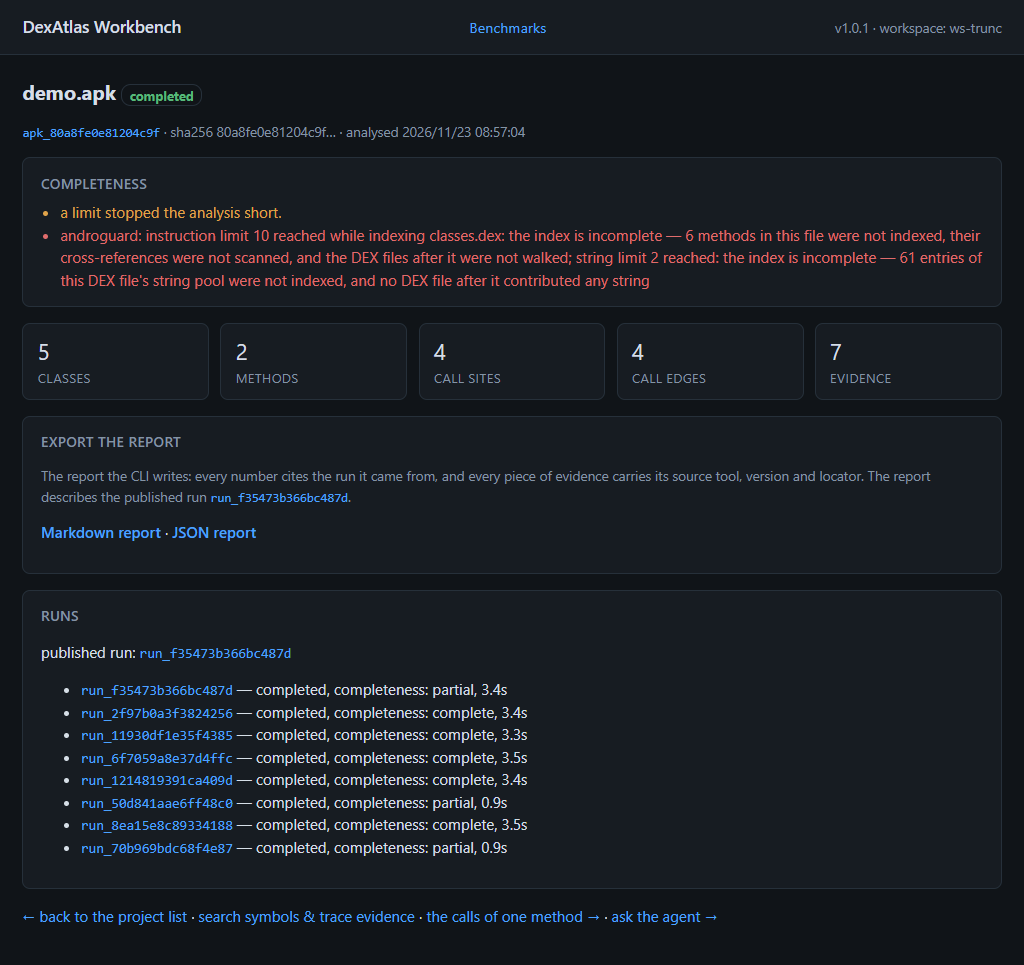 DexAtlas Workbench
Benchmarks
v1.0.1 · workspace: ws-trunc
demo.apk completed
apk_80a8fe0e81204c9f · sha256 80a8fe0e81204c9f... · analysed 2026/11/23 08:57:04
COMPLETENESS
• a limit stopped the analysis short.
• androguard: instruction limit 10 reached while indexing classes.dex: the index is incomplete — 6 methods in this file were not indexed, their
cross-references were not scanned, and the DEX files after it were not walked; string limit 2 reached: the index is incomplete — 61 entries of
this DEX file's string pool were not indexed, and no DEX file after it contributed any string
5
CLASSES
2
METHODS
4
CALL SITES
4
CALL EDGES
7
EVIDENCE
EXPORT THE REPORT
The report the CLI writes: every number cites the run it came from, and every piece of evidence carries its source tool, version and locator. The report
describes the published run run_f35473b366bc487d.
Markdown report · JSON report
RUNS
published run: run_f35473b366bc487d
• run_f35473b366bc487d — completed, completeness: partial, 3.4s
• run_2f97b0a3f3824256 — completed, completeness: complete, 3.4s
• run_11930df1e35f4385 — completed, completeness: complete, 3.3s
• run_6f7059a8e37d4ffc — completed, completeness: complete, 3.5s
• run_1214819391ca409d — completed, completeness: complete, 3.4s
• run_50d841aae6ff48c0 — completed, completeness: partial, 0.9s
• run_8ea15e8c89334188 — completed, completeness: complete, 3.5s
• run_70b969bdc68f4e87 — completed, completeness: partial, 0.9s
← back to the project list · search symbols & trace evidence · the calls of one method → · ask the agent →